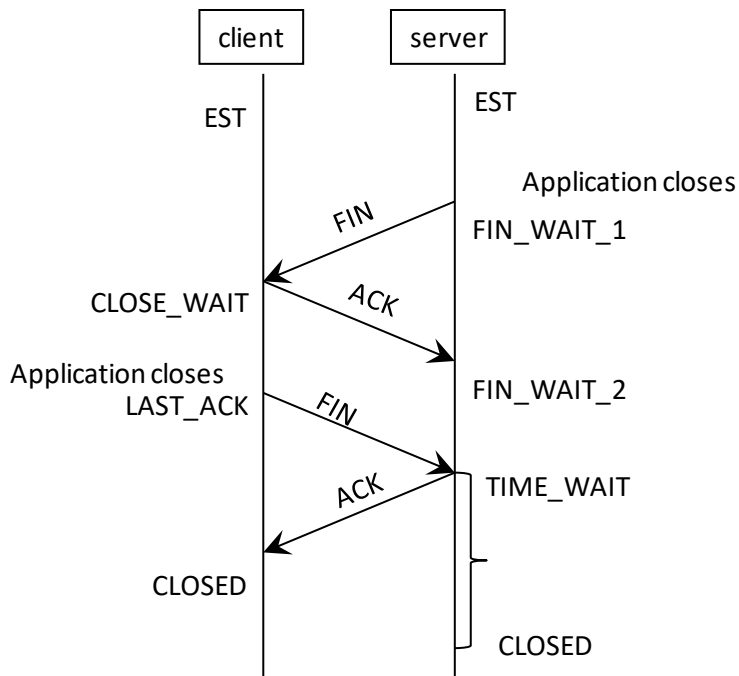 client
server
EST
EST
Application closes
FIN
FIN_WAIT_1
CLOSE_WAIT
ACK
Application closes
FIN_WAIT_2
LAST_ACK
FIN
ACK
TIME_WAIT
CLOSED
CLOSED